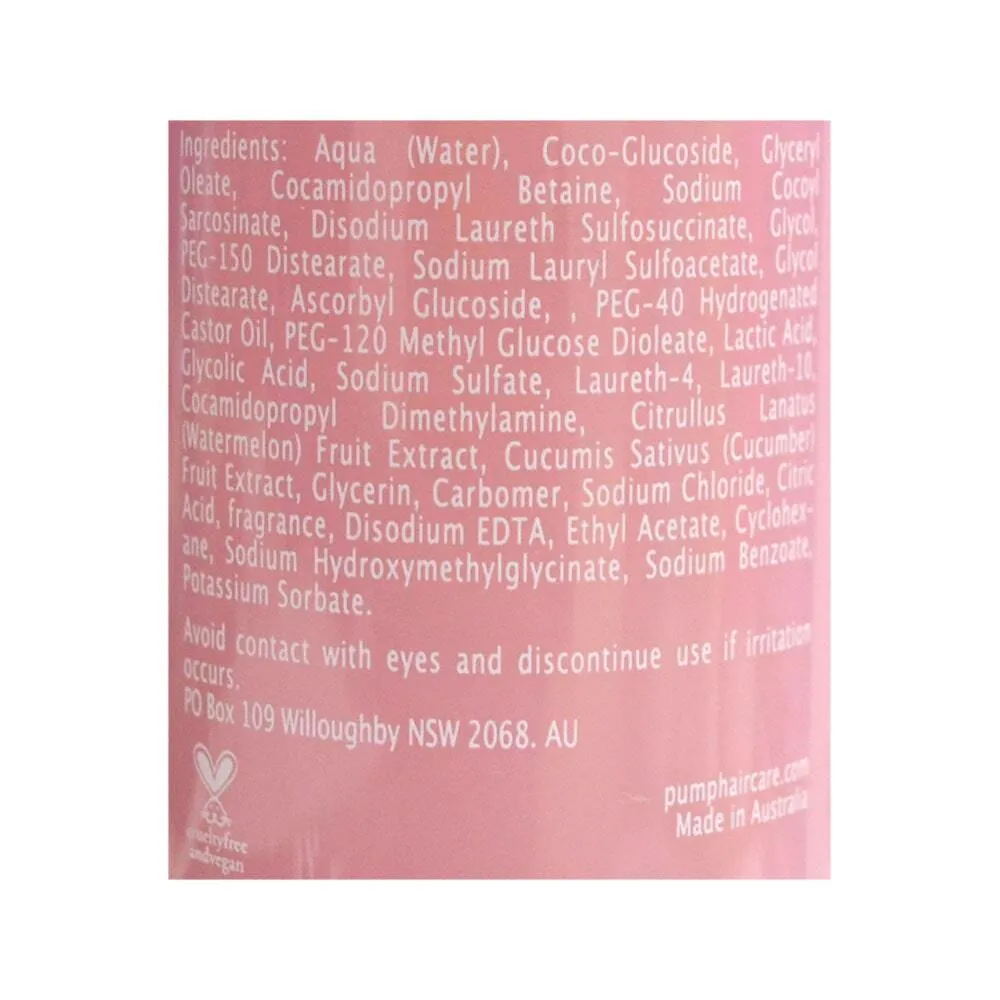 Ingredients: Aqua (Water), Coco-Glucoside, Glyceryl
Oleate, Cocamidopropyl Betaine, Sodium Cocoyl
Sarcosinate, Disodium Laureth Sulfosuccinate, Glycol,
PEG-150 Distearate, Sodium Lauryl Sulfoacetate, Glycol
Distearate, Ascorbyl Glucoside, , PEG-40 Hydrogenated
Castor Oil, PEG-120 Methyl Glucose Dioleate, Lactic Acid,
Glycolic Acid, Sodium Sulfate, Laureth-4, Laureth-10,
Cocamidopropyl Dimethylamine, Citrullus Lanatus
(Watermelon) Fruit Extract, Cucumis Sativus (Cucumber)
Fruit Extract, Glycerin, Carbomer, Sodium Chloride, Citric
Acid, fragrance, Disodium EDTA, Ethyl Acetate, Cyclohex-
ane, Sodium Hydroxymethylglycinate, Sodium Benzoate,
Potassium Sorbate.
Avoid contact with eyes and discontinue use if irritation
occurs.
PO Box 109 Willoughby NSW 2068. AU
pumphaircare.com
Made in Australia
crueltyfree
andvegan